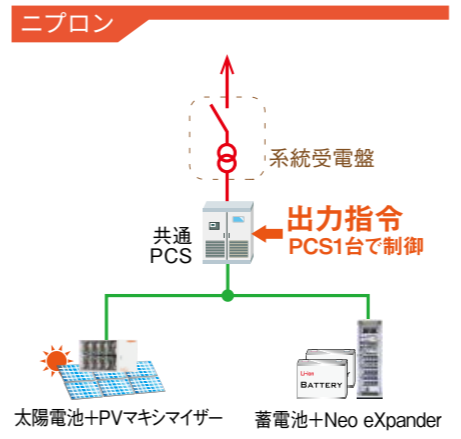 ニプロン
系統受電盤
共通
PCS
出力指令
PCS1台で制御
Li-ion
BATTERY
太陽電池+PVマキシマイザー
蓄電池+Neo eXpander